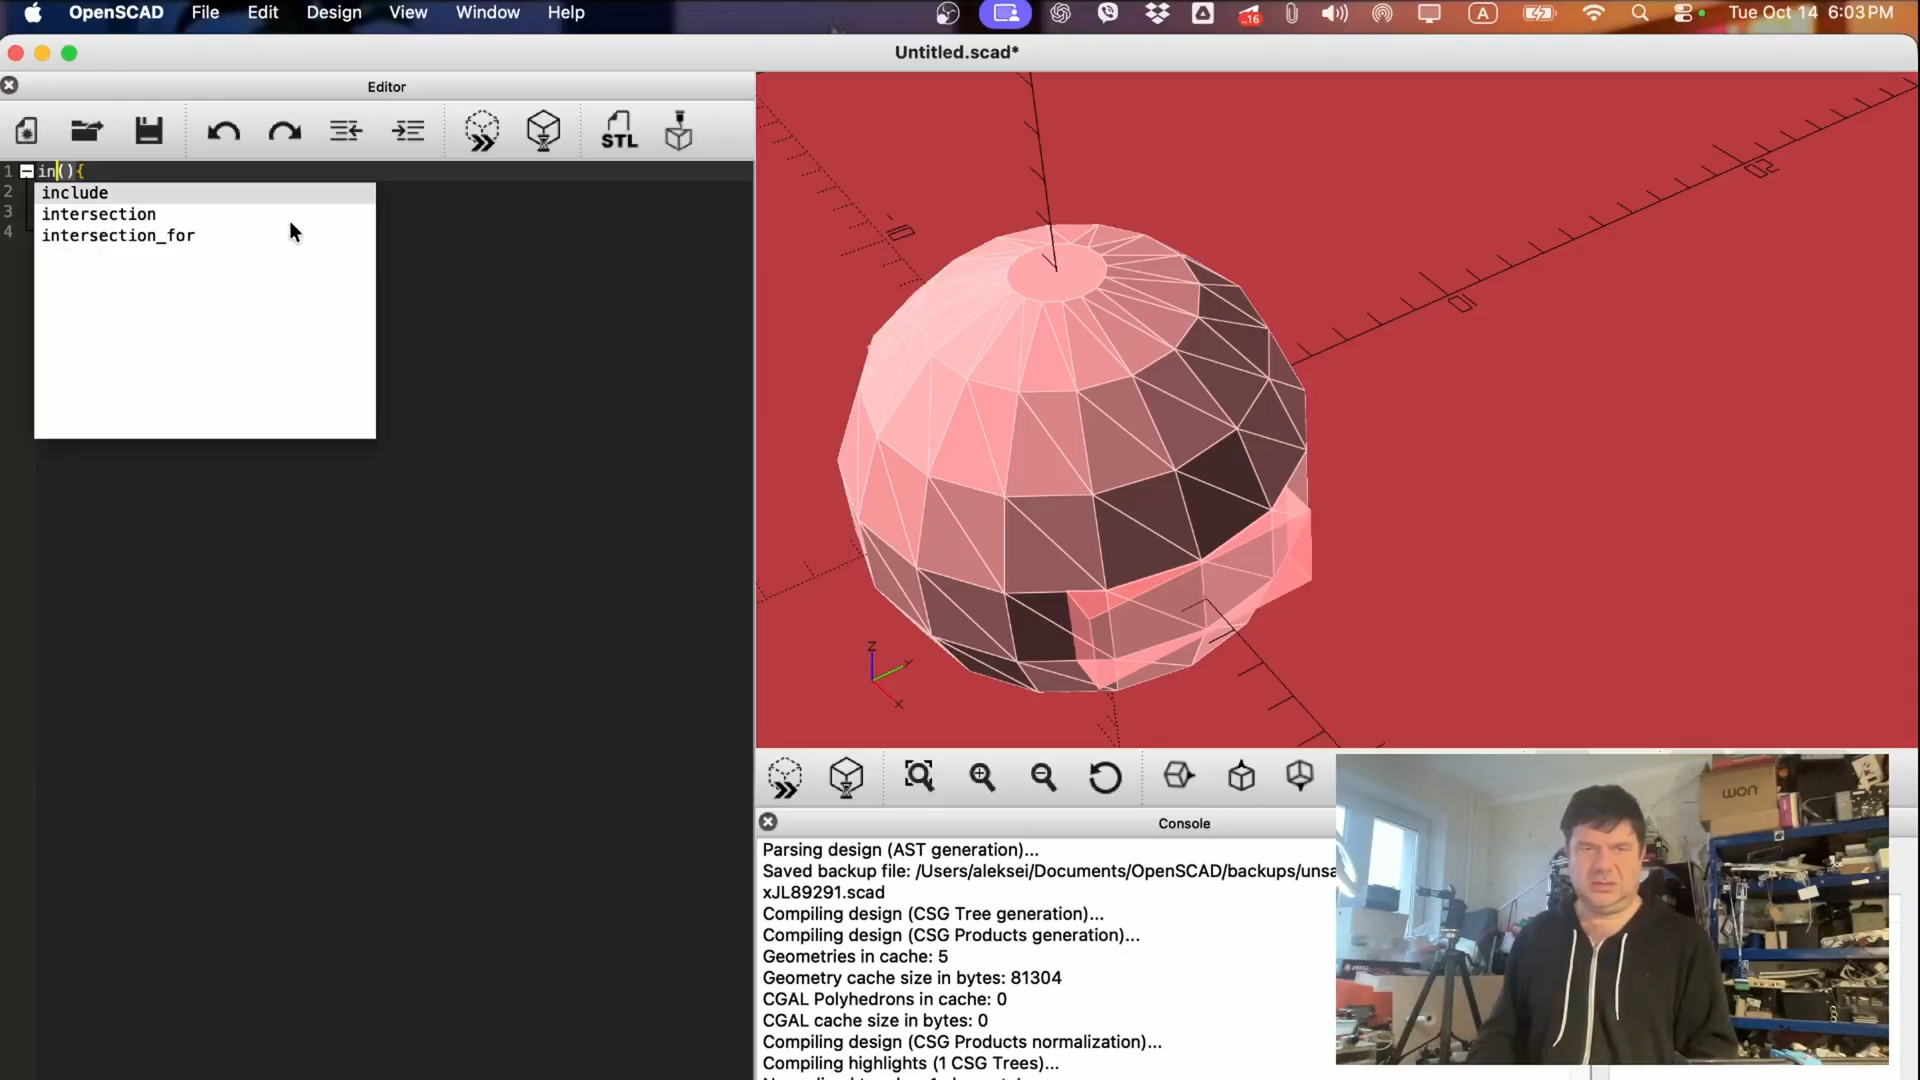 OpenSCAD File Edit Design View Window Help
..16
A
Tue Oct 14 6:03 PM
Untitled.scad*
Editor
STL
1 in(){
2
3
4
include
intersection
intersection_for
10
10
20
Z
Y
X
Console
Parsing design (AST generation)...
Saved backup file: /Users/aleksei/Documents/OpenSCAD/backups/unsa
xJL89291.scad
Compiling design (CSG Tree generation)...
Compiling design (CSG Products generation)...
Geometries in cache: 5
Geometry cache size in bytes: 81304
CGAL Polyhedrons in cache: 0
CGAL cache size in bytes: 0
Compiling design (CSG Products normalization)...
Compiling highlights (1 CSG Trees)...